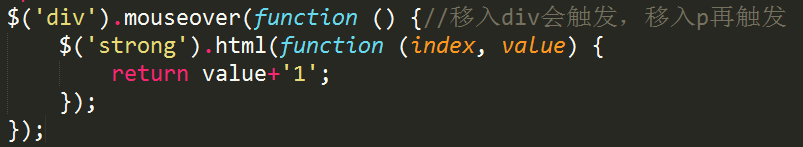 $('div').mouseover(function () {//移入div会触发，移入p再触发
    $('strong').html(function (index, value) {
        return value+'1';
    });
});